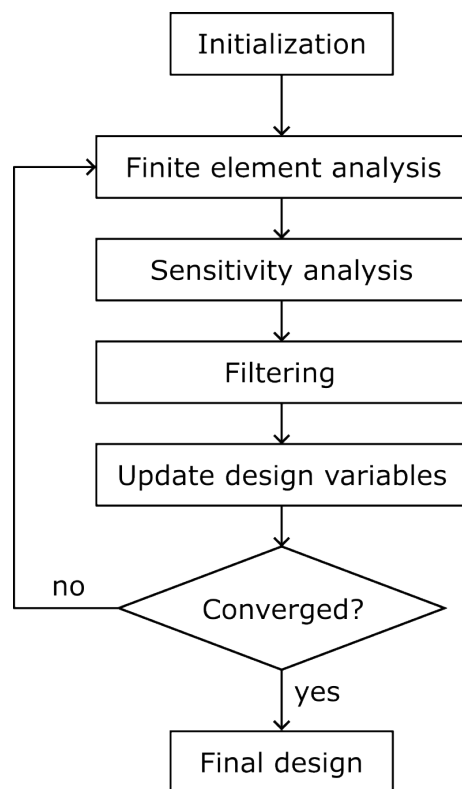 Initialization
Finite element analysis
Sensitivity analysis
Filtering
Update design variables
Converged?
no
yes
Final design